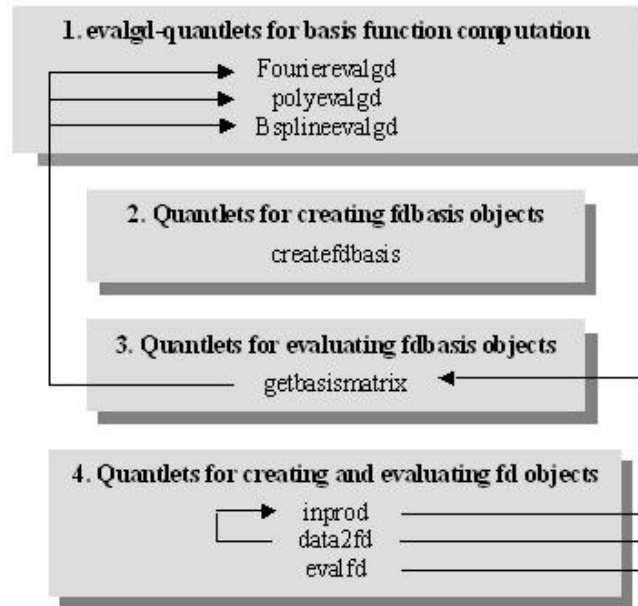 1. evalgd-quantlets for basis function computation
Fourierevalgd
polyevalgd
Bsplineevalgd
2. Quantlets for creating fdbasis objects
createfdbasis
3. Quantlets for evaluating fdbasis objects
getbasismatrix
4. Quantlets for creating and evaluating fd objects
inprod
data2fd
evalfd